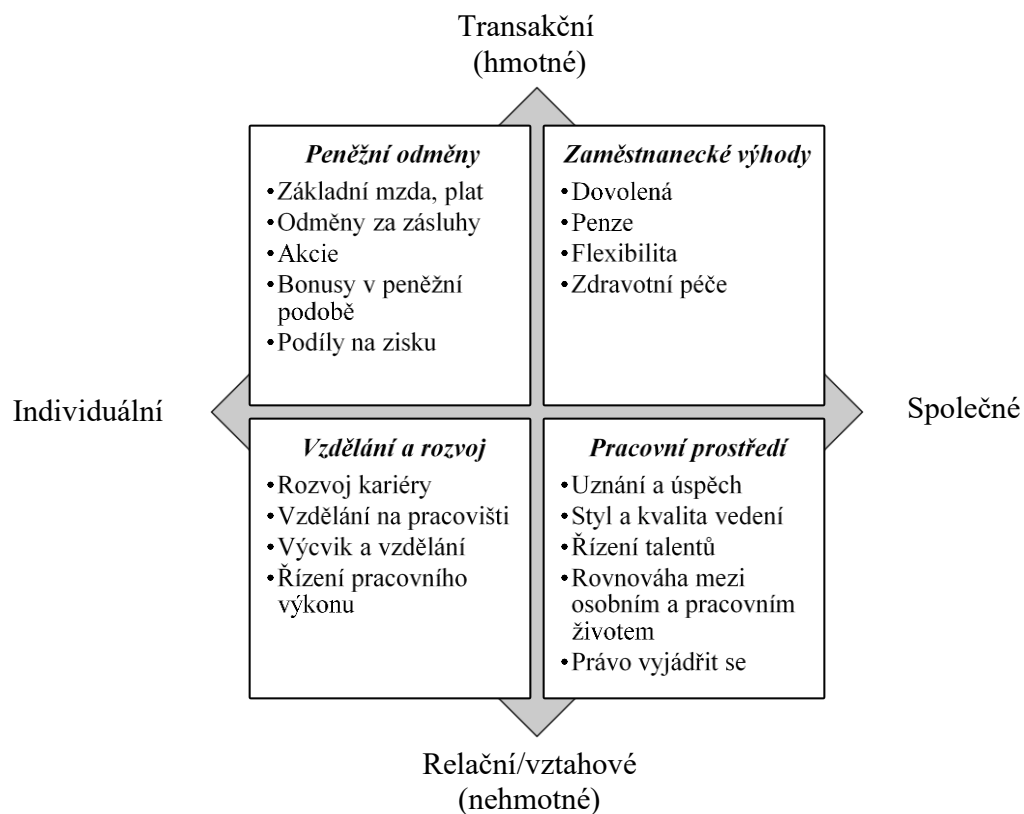 Transakční
(hmotné)
Peněžní odměny
•Základní mzda, plat
•Odměny za zásluhy
•Akcie
•Bonusy v peněžní
podobě
•Podíly na zisku
Zaměstnanecké výhody
•Dovolená
•Penze
•Flexibilita
•Zdravotní péče
Individuální
Společné
Vzdělání a rozvoj
•Rozvoj kariéry
•Vzdělání na pracovišti
•Výcvik a vzdělání
•Řízení pracovního
výkonu
Pracovní prostředí
•Uznání a úspěch
•Styl a kvalita vedení
•Řízení talentů
•Rovnováha mezi
osobním a pracovním
životem
•Právo vyjádřit se
Relační/vztahové
(nehmotné)